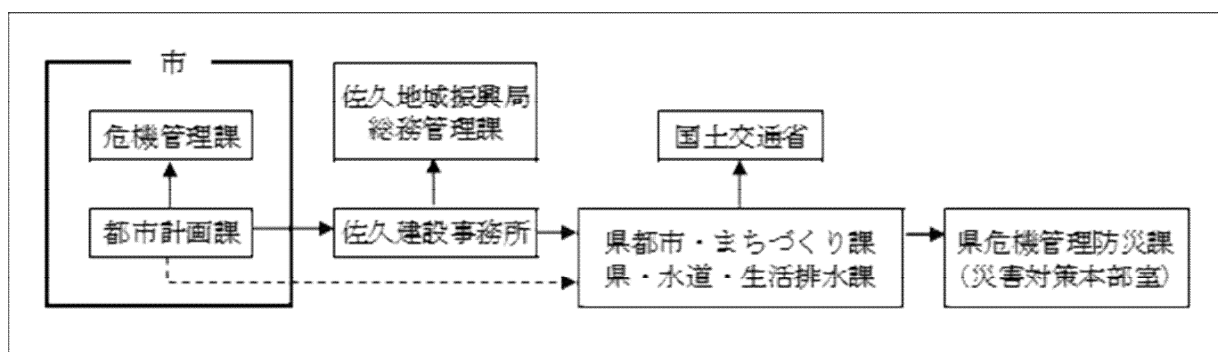 市
危機管理課
都市計画課
佐久地域振興局
総務管理課
佐久建設事務所
国土交通省
県都市・まちづくり課
県・水道・生活排水課
県危機管理防災課
(災害対策本部室)